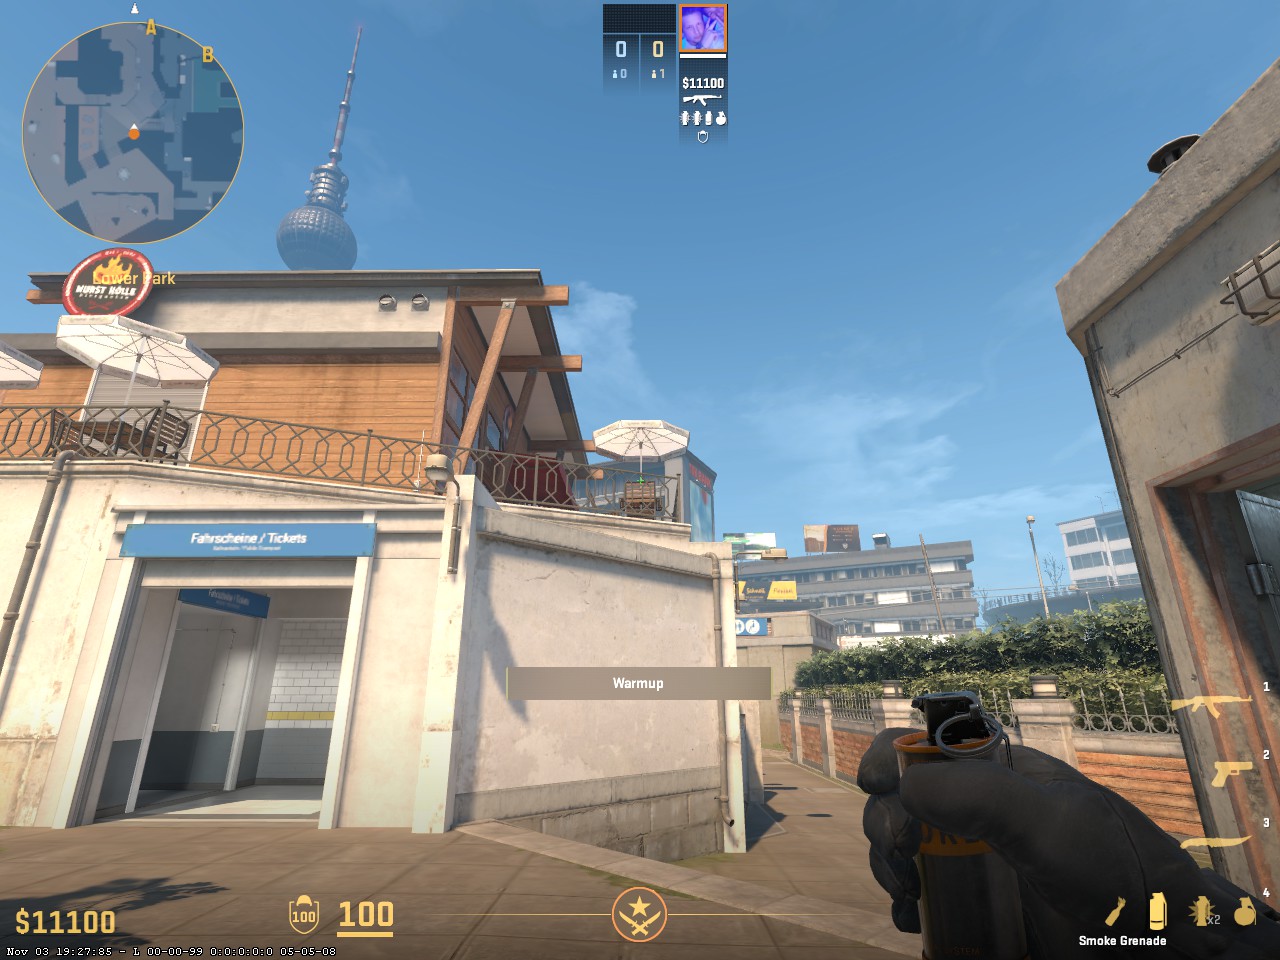 A
B
0
0
0
1
$11100
Lower Park
WURST HÖLLE
Fahrscheine / Tickets
Fahrscheine / Tickets
Warmup
1
2
3
4
x2
$11100
100
100
Smoke Grenade
Nov 03 19:27:85 - L 00-00-99 0:0:0:0:0 05-05-08